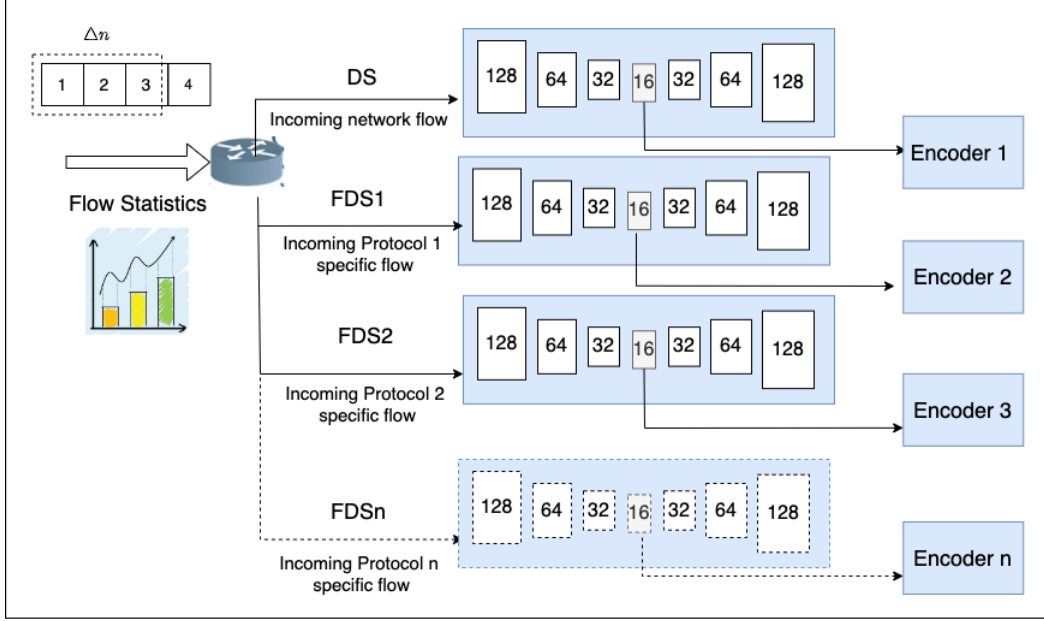 △n
1 2 3 4
Flow Statistics
DS
Incoming network flow
128 64 32 16 32 64 128
Encoder 1
FDS1
Incoming Protocol 1
specific flow
128 64 32 16 32 64 128
Encoder 2
FDS2
Incoming Protocol 2
specific flow
128 64 32 16 32 64 128
Encoder 3
FDSn
Incoming Protocol n
specific flow
128 64 32 16 32 64 128
Encoder n